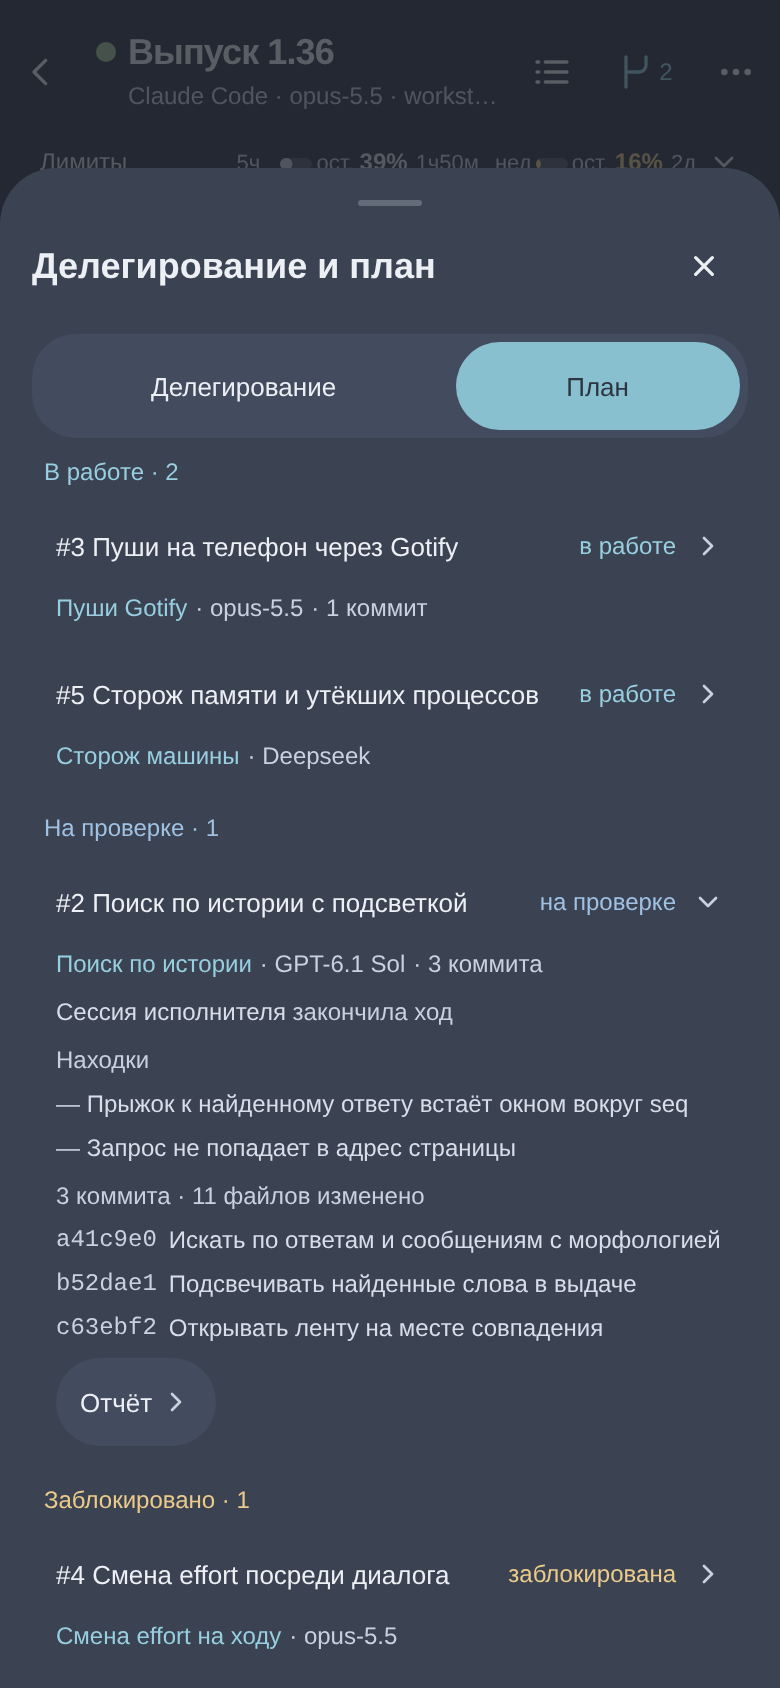 Выпуск 1.36
2
Claude Code · opus-5.5 · workst…
Лимиты 5ч ост. 39% 1ч50м нед ост. 16% 2д
Делегирование и план
Делегирование План
В работе · 2
#3 Пуши на телефон через Gotify в работе
Пуши Gotify · opus-5.5 · 1 коммит
#5 Сторож памяти и утёкших процессов в работе
Сторож машины · Deepseek
На проверке · 1
#2 Поиск по истории с подсветкой на проверке
Поиск по истории · GPT-6.1 Sol · 3 коммита
Сессия исполнителя закончила ход
Находки
— Прыжок к найденному ответу встаёт окном вокруг seq
— Запрос не попадает в адрес страницы
3 коммита · 11 файлов изменено
a41c9e0 Искать по ответам и сообщениям с морфологией
b52dae1 Подсвечивать найденные слова в выдаче
c63ebf2 Открывать ленту на месте совпадения
Отчёт
Заблокировано · 1
#4 Смена effort посреди диалога заблокирована
Смена effort на ходу · opus-5.5